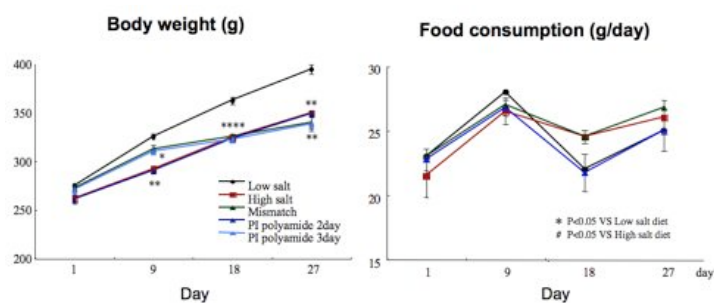 Body weight (g)
400
350
300
250
200
**
****
**
*
**
Low salt
High salt
Mismatch
PI polyamide 2day
PI polyamide 3day
1 9 18 27
Day
Food consumption (g/day)
30
25
20
15
* P<0.05 VS Low salt diet
# P<0.05 VS High salt diet
1 9 18 27 day
Day